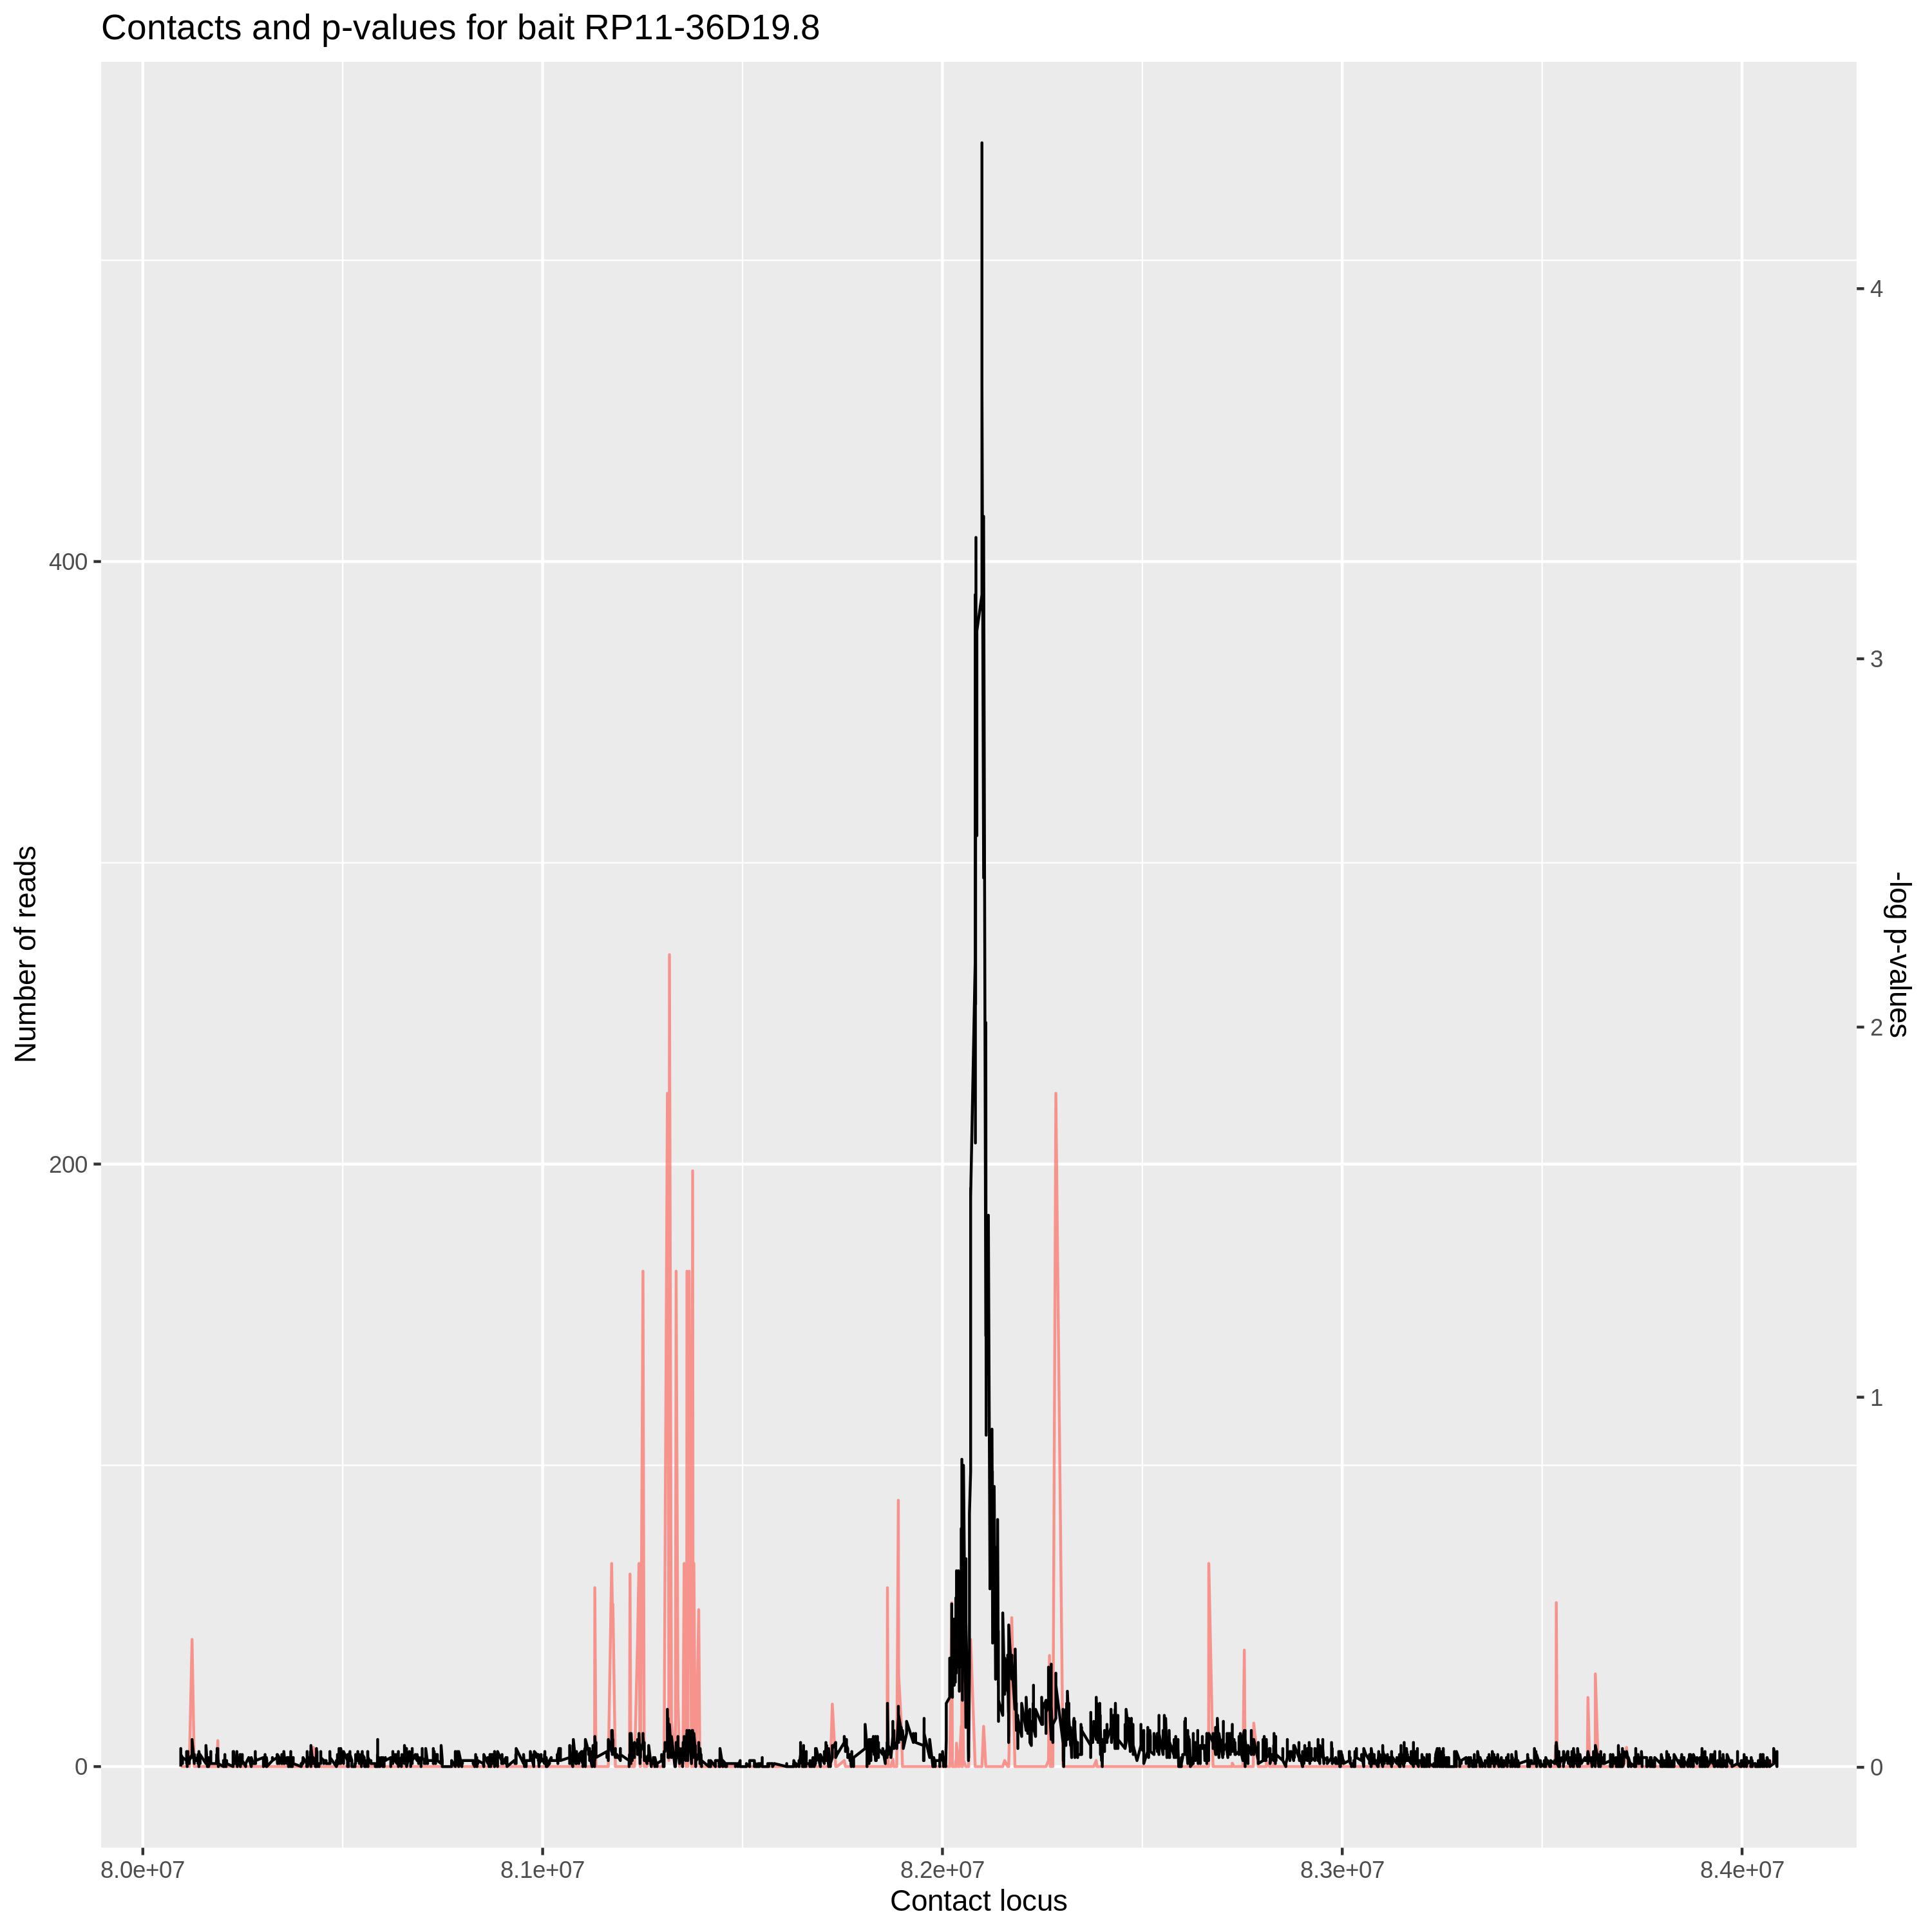 Contacts and p-values for bait RP11-36D19.8
Number of reads
400
200
0
4
3
2
1
0
-log p-values
8.0e+07
8.1e+07
8.2e+07
8.3e+07
8.4e+07
Contact locus